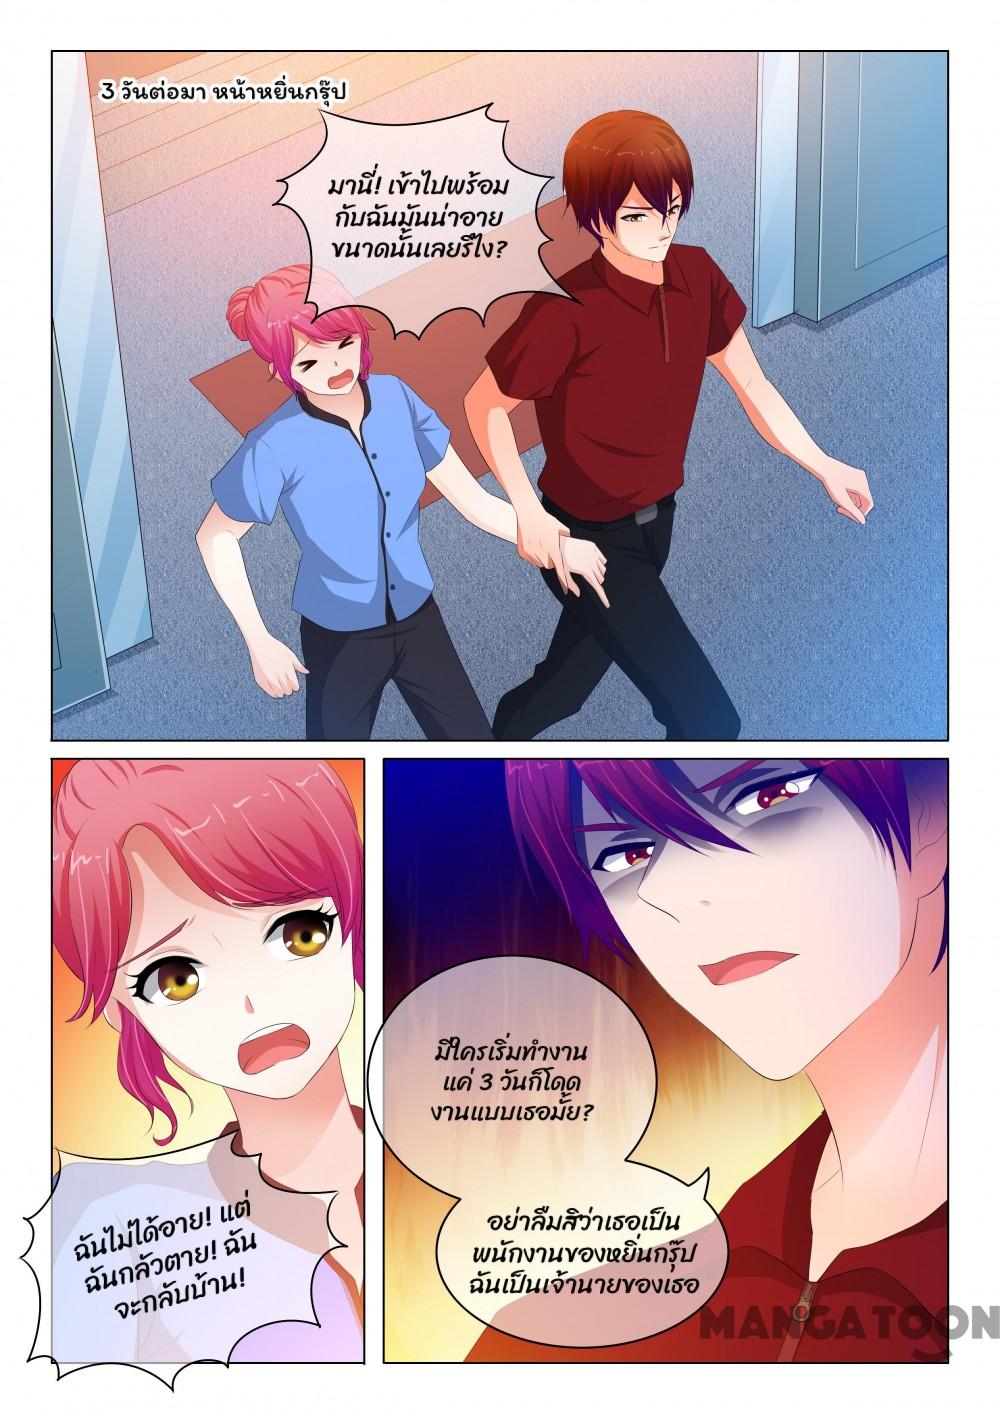 3 วันต่อมา หน้าหยิ่นกรุ๊ป
มานี่! เข้าไปพร้อม
กับฉันมันน่าอาย
ขนาดนั้นเลยรึไง?
มีใครเริ่มทำงาน
แค่ 3 วันก็โดด
งานแบบเธอมั้ย?
ฉันไม่ได้อาย! แต่
ฉันกลัวตาย! ฉัน
จะกลับบ้าน!
อย่าลืมสิว่าเธอเป็น
พนักงานของหยิ่นกรุ๊ป
ฉันเป็นเจ้านายของเธอ
MANGATOON